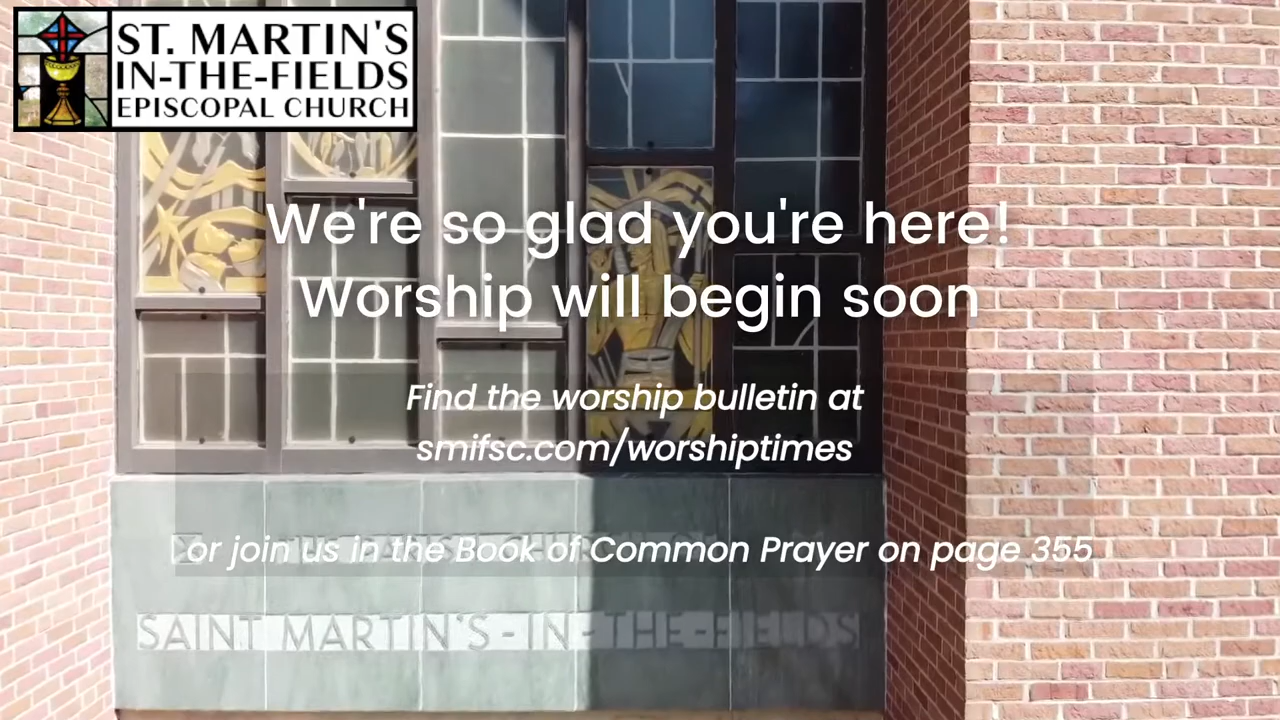 ST. MARTIN'S
IN-THE-FIELDS
EPISCOPAL CHURCH
We're so glad you're here!
Worship will begin soon
Find the worship bulletin at
smifsc.com/worshiptimes
or join us in the Book of Common Prayer on page 355
SAINT MARTIN'S-IN-THE-FIELDS